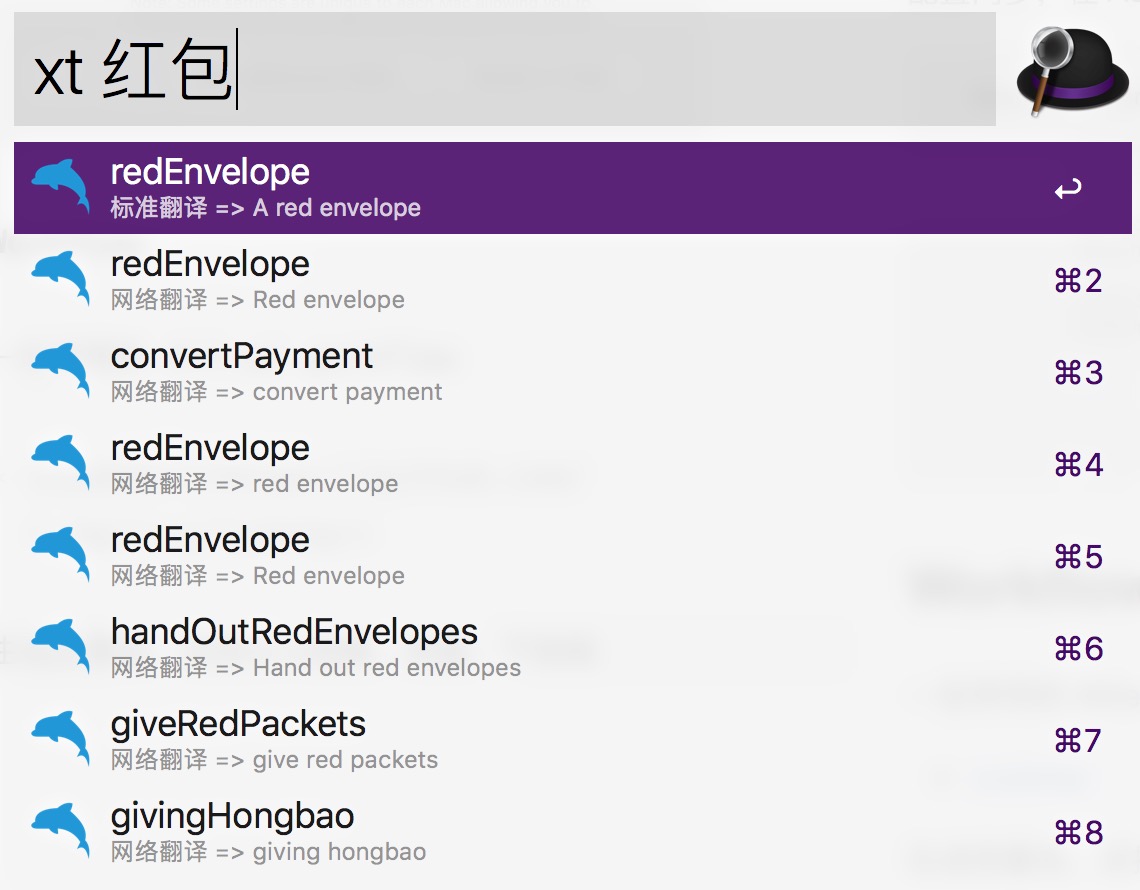 xt 红包
redEnvelope
标准翻译 => A red envelope
redEnvelope ⌘2
网络翻译 => Red envelope
convertPayment ⌘3
网络翻译 => convert payment
redEnvelope ⌘4
网络翻译 => red envelope
redEnvelope ⌘5
网络翻译 => Red envelope
handOutRedEnvelopes ⌘6
网络翻译 => Hand out red envelopes
giveRedPackets ⌘7
网络翻译 => give red packets
givingHongbao ⌘8
网络翻译 => giving hongbao